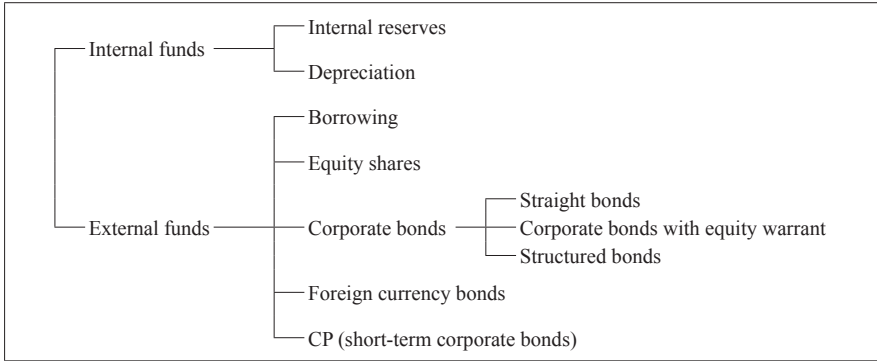 Internal funds
Internal reserves
Depreciation
External funds
Borrowing
Equity shares
Corporate bonds
Straight bonds
Corporate bonds with equity warrant
Structured bonds
Foreign currency bonds
CP (short-term corporate bonds)